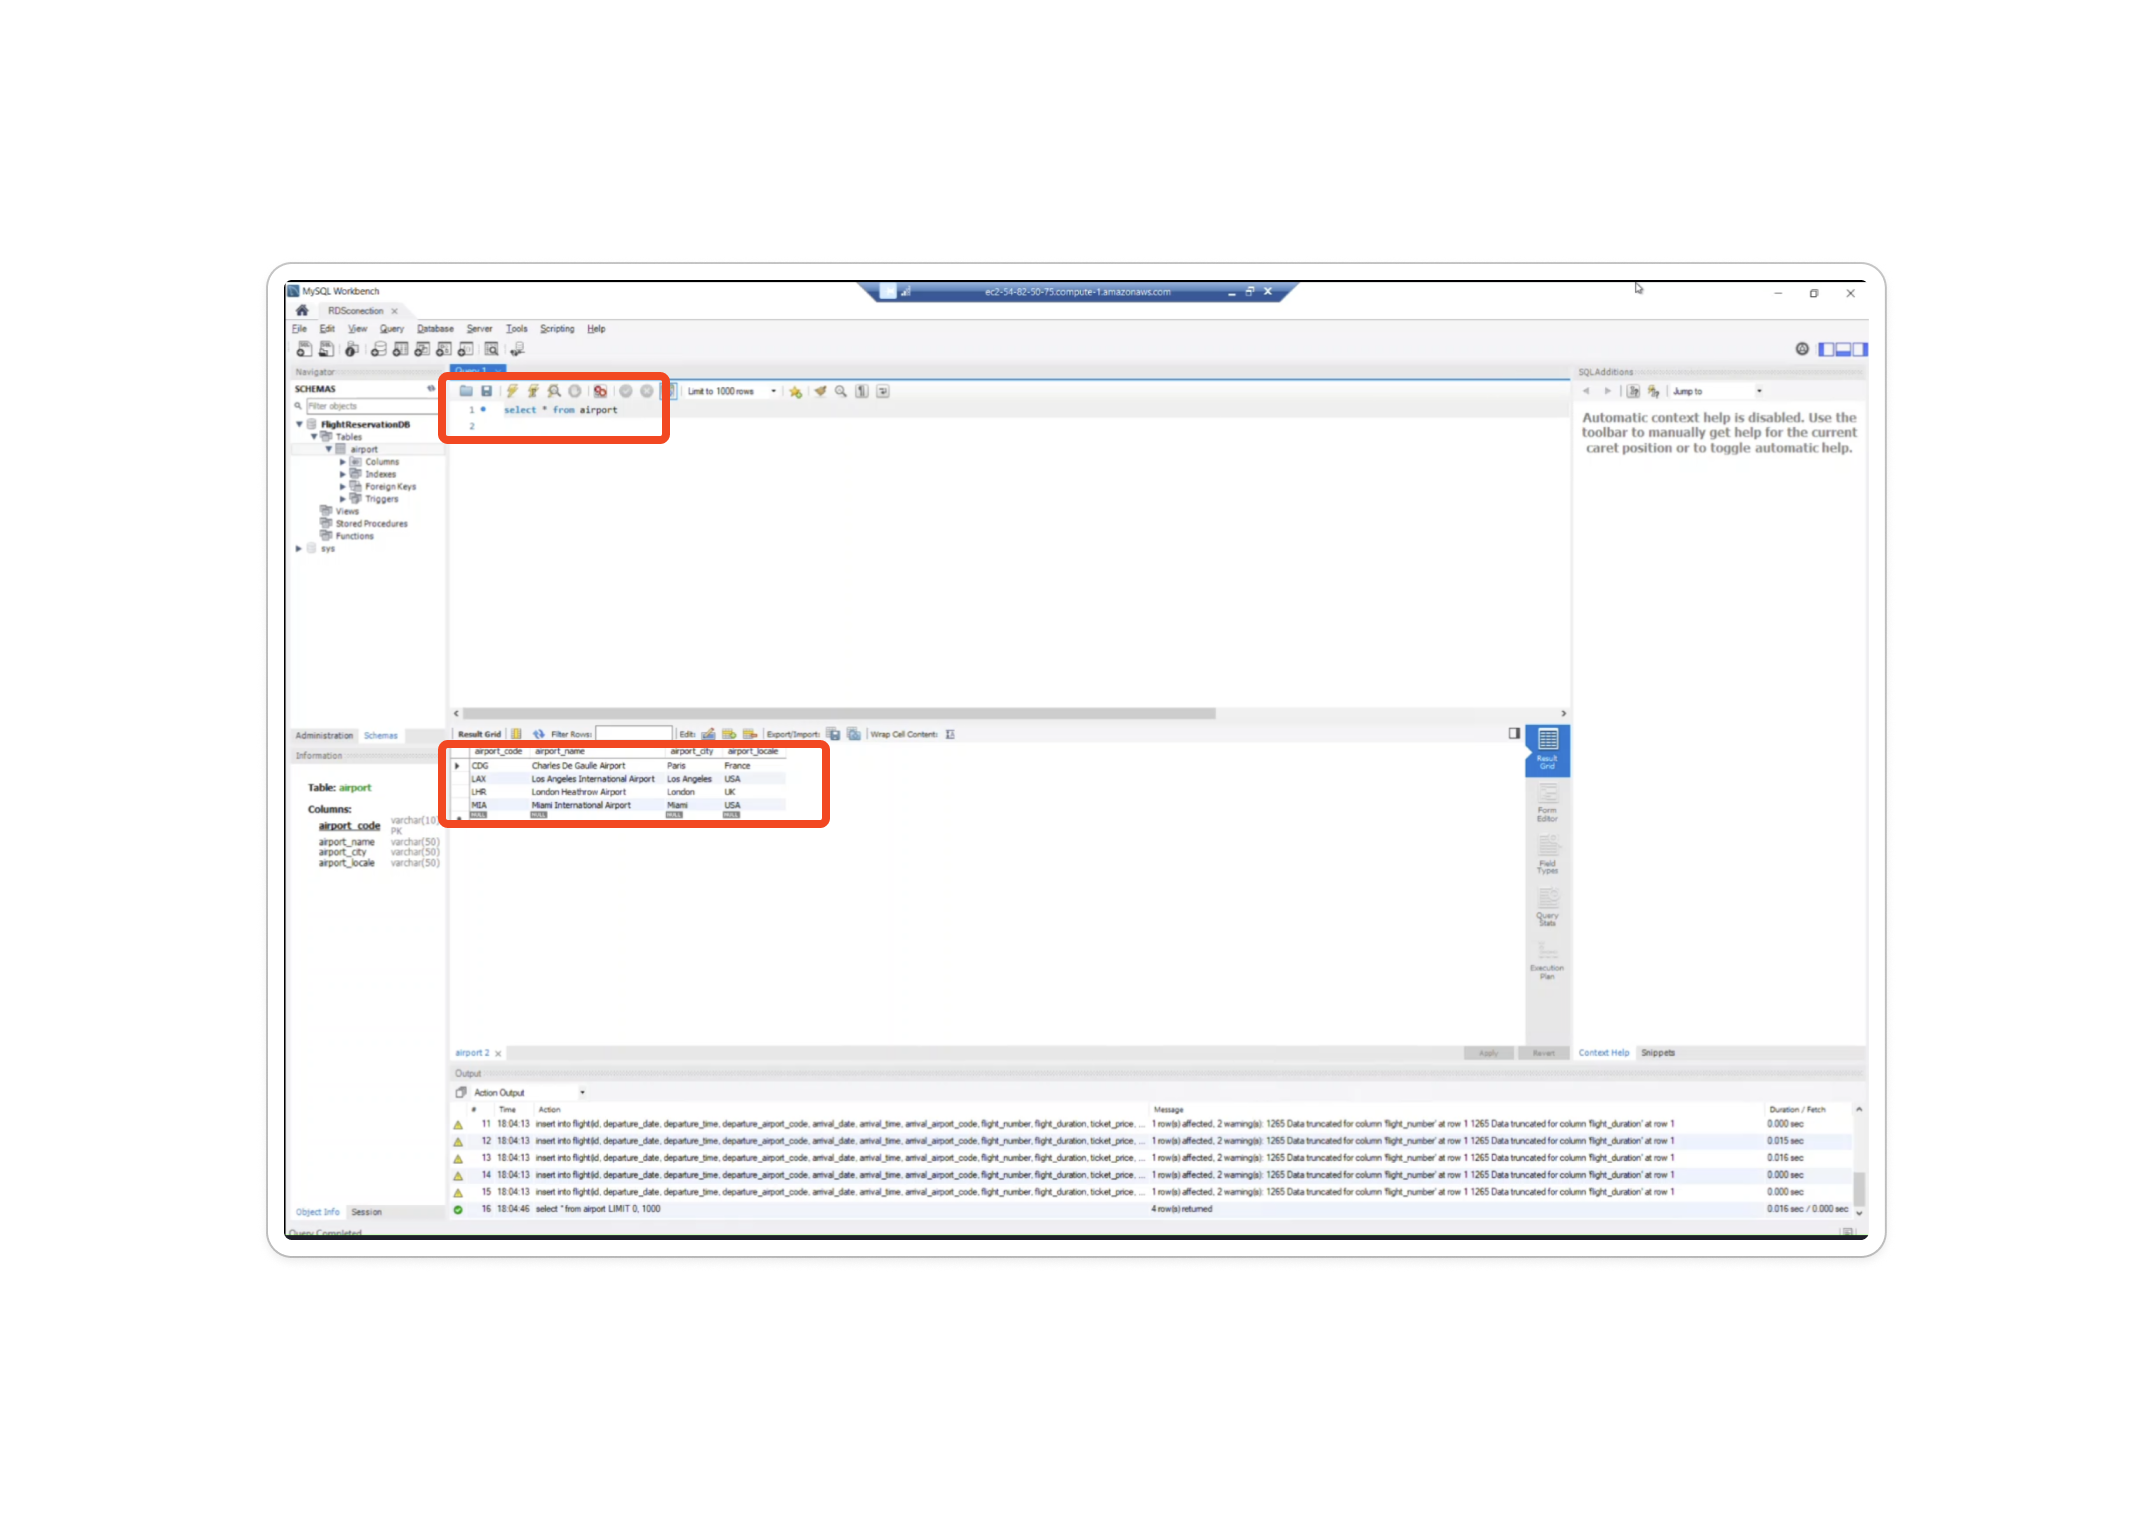 MySQL Workbench
ec2-54-82-50-75.compute-1.amazonaws.com
RDSconection
File Edit View Query Database Server Tools Scripting Help
Navigator
SCHEMAS
Filter objects
FlightReservationDB
Tables
airport
Columns
Indexes
Foreign Keys
Triggers
Views
Stored Procedures
Functions
sys
Administration Schemas
Information
Table: airport
Columns:
airport_code varchar(10) PK
airport_name varchar(50)
airport_city varchar(50)
airport_locale varchar(50)
Object Info Session
Query Completed
Query 1
Limit to 1000 rows
1 select * from airport
2
Result Grid Filter Rows: Edit: Export/Import: Wrap Cell Content:
airport_code airport_name airport_city airport_locale
CDG Charles De Gaulle Airport Paris France
LAX Los Angeles International Airport Los Angeles USA
LHR London Heathrow Airport London UK
MIA Miami International Airport Miami USA
NULL NULL NULL NULL
Result Grid
Form Editor
Field Types
Query Stats
Execution Plan
airport 2
Apply Revert
SQLAdditions
Jump to
Automatic context help is disabled. Use the
toolbar to manually get help for the current
caret position or to toggle automatic help.
Context Help Snippets
Output
Action Output
# Time Action Message Duration / Fetch
11 18:04:13 insert into flight(id, departure_date, departure_time, departure_airport_code, arrival_date, arrival_time, arrival_airport_code, flight_number, flight_duration, ticket_price, ... 1 row(s) affected, 2 warning(s): 1265 Data truncated for column 'flight_number' at row 1 1265 Data truncated for column 'flight_duration' at row 1 0.000 sec
12 18:04:13 insert into flight(id, departure_date, departure_time, departure_airport_code, arrival_date, arrival_time, arrival_airport_code, flight_number, flight_duration, ticket_price, ... 1 row(s) affected, 2 warning(s): 1265 Data truncated for column 'flight_number' at row 1 1265 Data truncated for column 'flight_duration' at row 1 0.015 sec
13 18:04:13 insert into flight(id, departure_date, departure_time, departure_airport_code, arrival_date, arrival_time, arrival_airport_code, flight_number, flight_duration, ticket_price, ... 1 row(s) affected, 2 warning(s): 1265 Data truncated for column 'flight_number' at row 1 1265 Data truncated for column 'flight_duration' at row 1 0.016 sec
14 18:04:13 insert into flight(id, departure_date, departure_time, departure_airport_code, arrival_date, arrival_time, arrival_airport_code, flight_number, flight_duration, ticket_price, ... 1 row(s) affected, 2 warning(s): 1265 Data truncated for column 'flight_number' at row 1 1265 Data truncated for column 'flight_duration' at row 1 0.000 sec
15 18:04:13 insert into flight(id, departure_date, departure_time, departure_airport_code, arrival_date, arrival_time, arrival_airport_code, flight_number, flight_duration, ticket_price, ... 1 row(s) affected, 2 warning(s): 1265 Data truncated for column 'flight_number' at row 1 1265 Data truncated for column 'flight_duration' at row 1 0.000 sec
16 18:04:46 select * from airport LIMIT 0, 1000 4 row(s) returned 0.016 sec / 0.000 sec